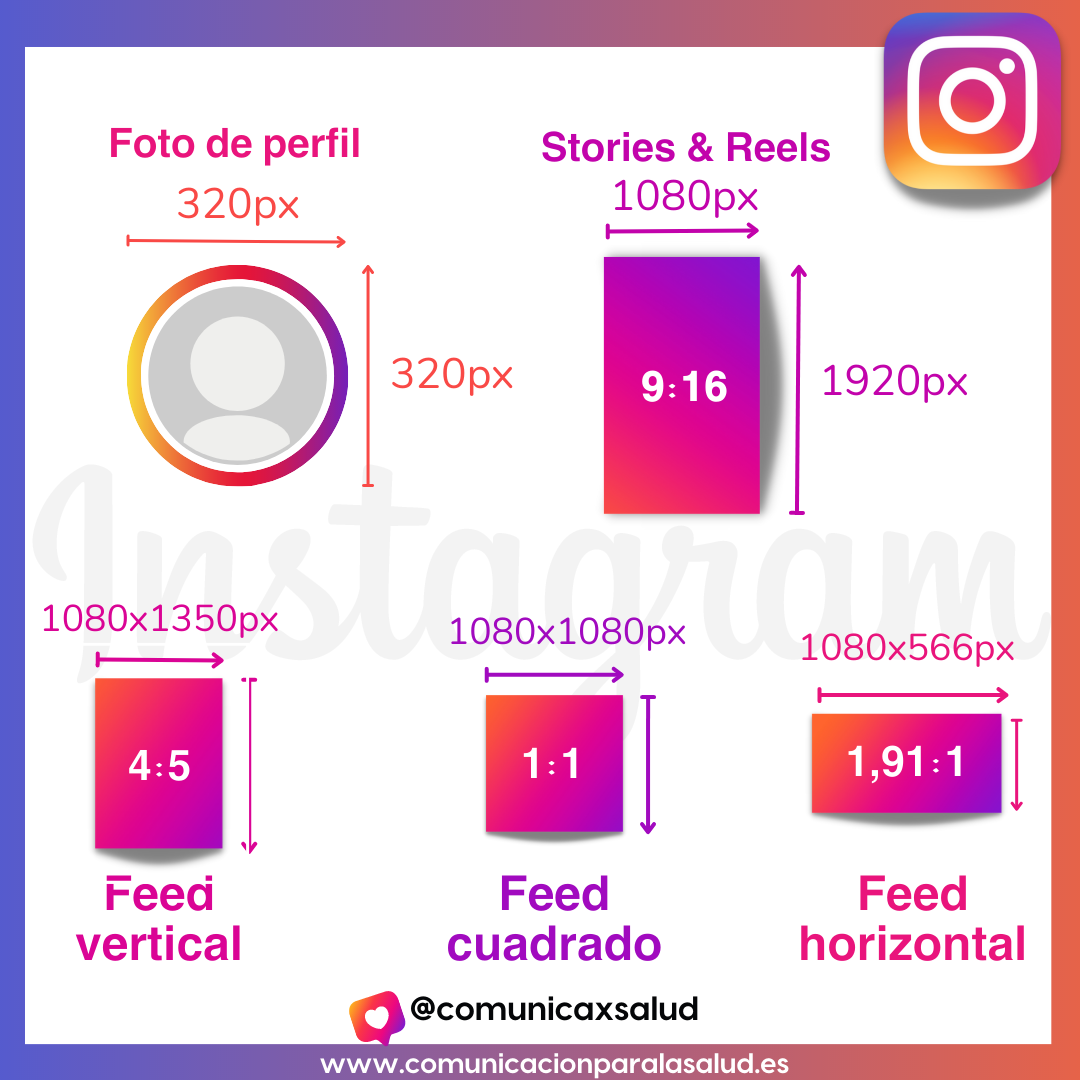 Foto de perfil
320px
320px
Stories & Reels
1080px
9:16
1920px
Instagram
1080x1350px
4:5
Feed
vertical
1080x1080px
1:1
Feed
cuadrado
1080x566px
1,91:1
Feed
horizontal
@comunicaxsalud
www.comunicacionparalasalud.es